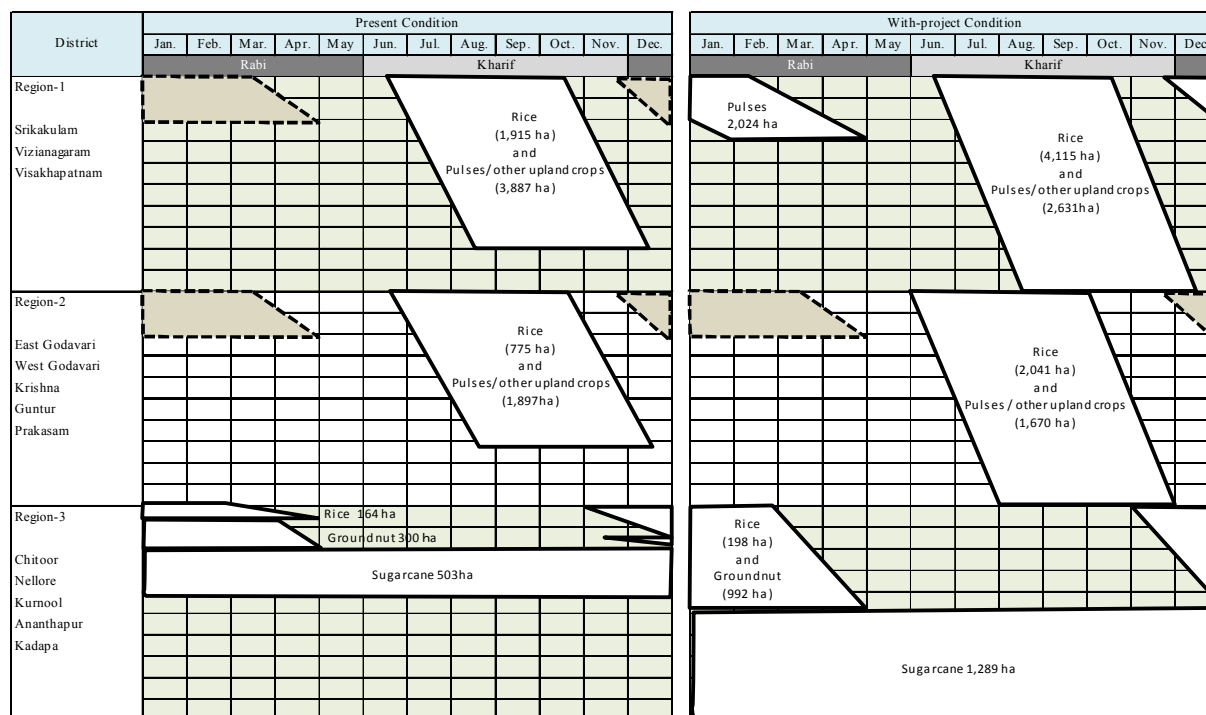 District
Present Condition
Jan. Feb. Mar. Apr. May Jun. Jul. Aug. Sep. Oct. Nov. Dec.
Rabi Kharif
With-project Condition
Jan. Feb. Mar. Apr. May Jun. Jul. Aug. Sep. Oct. Nov. Dec
Rabi Kharif
Region-1
Srikakulam
Vizianagaram
Visakhapatnam
Rice
(1,915 ha)
and
Pulses/other upland crops
(3,887 ha)
Pulses
2,024 ha
Rice
(4,115 ha)
and
Pulses/other upland crops
(2,631ha)
Region-2
East Godavari
West Godavari
Krishna
Guntur
Prakasam
Rice
(775 ha)
and
Pulses/other upland crops
(1,897ha)
Rice
(2,041 ha)
and
Pulses / other upland crops
(1,670 ha)
Region-3
Chitoor
Nellore
Kurnool
Ananthapur
Kadapa
Rice 164 ha
Groundnut 300 ha
Sugarcane 503ha
Rice
(198 ha)
and
Groundnut
(992 ha)
Sugarcane 1,289 ha